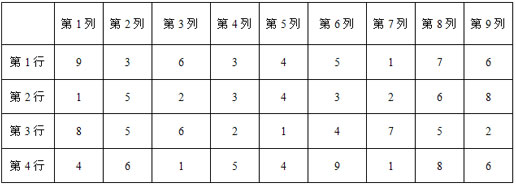 第1列 第2列 第3列 第4列 第5列 第6列 第7列 第8列 第9列
第1行 9 3 6 3 4 5 1 7 6
第2行 1 5 2 3 4 3 2 6 8
第3行 8 5 6 2 1 4 7 5 2
第4行 4 6 1 5 4 9 1 8 6